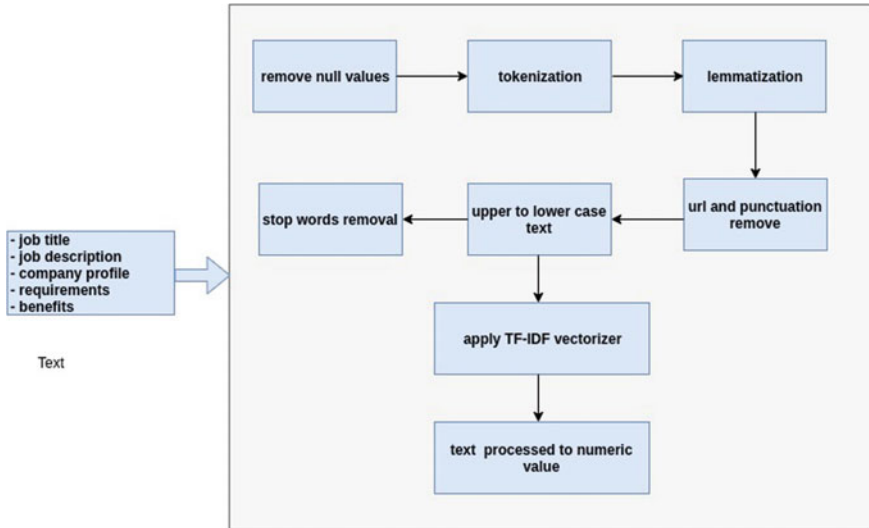 remove null values
tokenization
lemmatization
url and punctuation
remove
upper to lower case
text
stop words removal
- job title
- job description
- company profile
- requirements
- benefits
Text
apply TF-IDF vectorizer
text processed to numeric
value